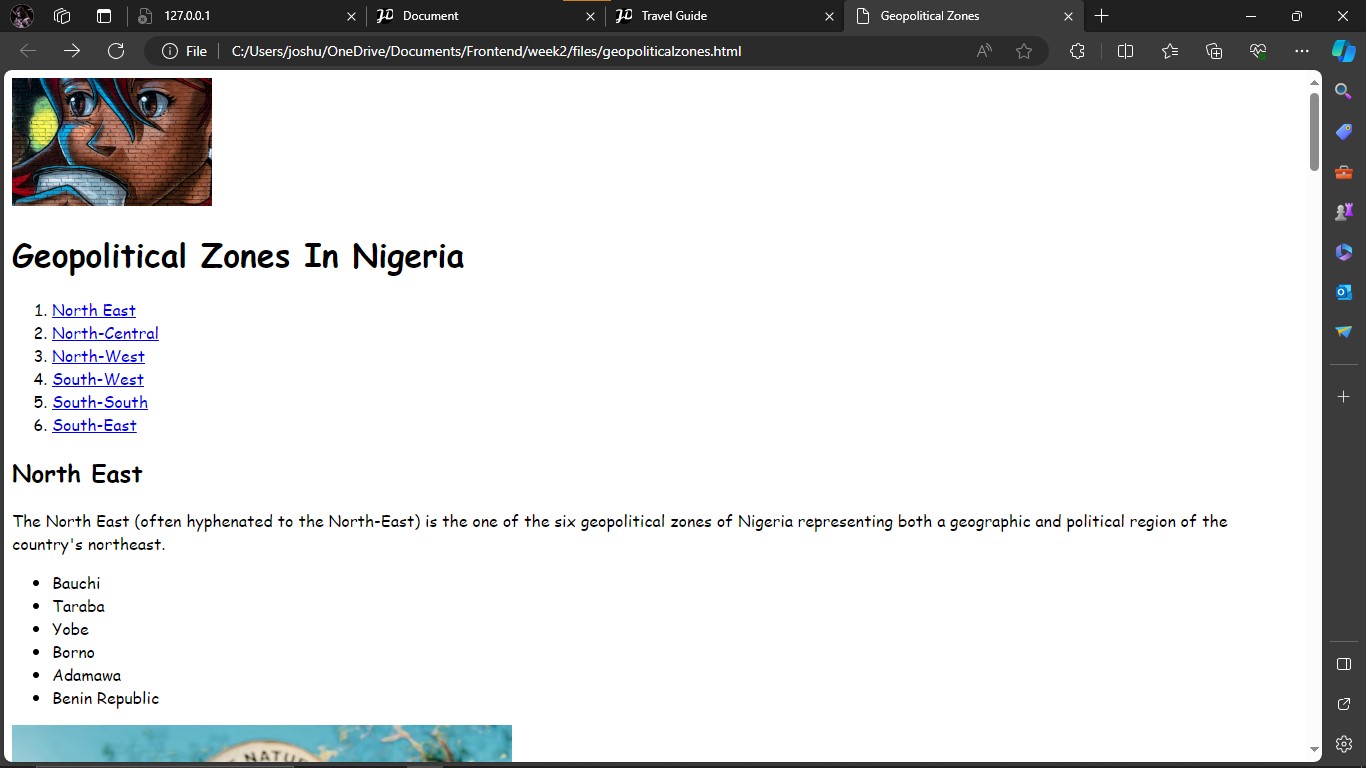 127.0.0.1
Document
Travel Guide
Geopolitical Zones
File
C:/Users/joshu/OneDrive/Documents/Frontend/week2/files/geopoliticalzones.html
Geopolitical Zones In Nigeria
1. North East
2. North-Central
3. North-West
4. South-West
5. South-South
6. South-East
North East
The North East (often hyphenated to the North-East) is the one of the six geopolitical zones of Nigeria representing both a geographic and political region of the
country's northeast.
• Bauchi
• Taraba
• Yobe
• Borno
• Adamawa
• Benin Republic